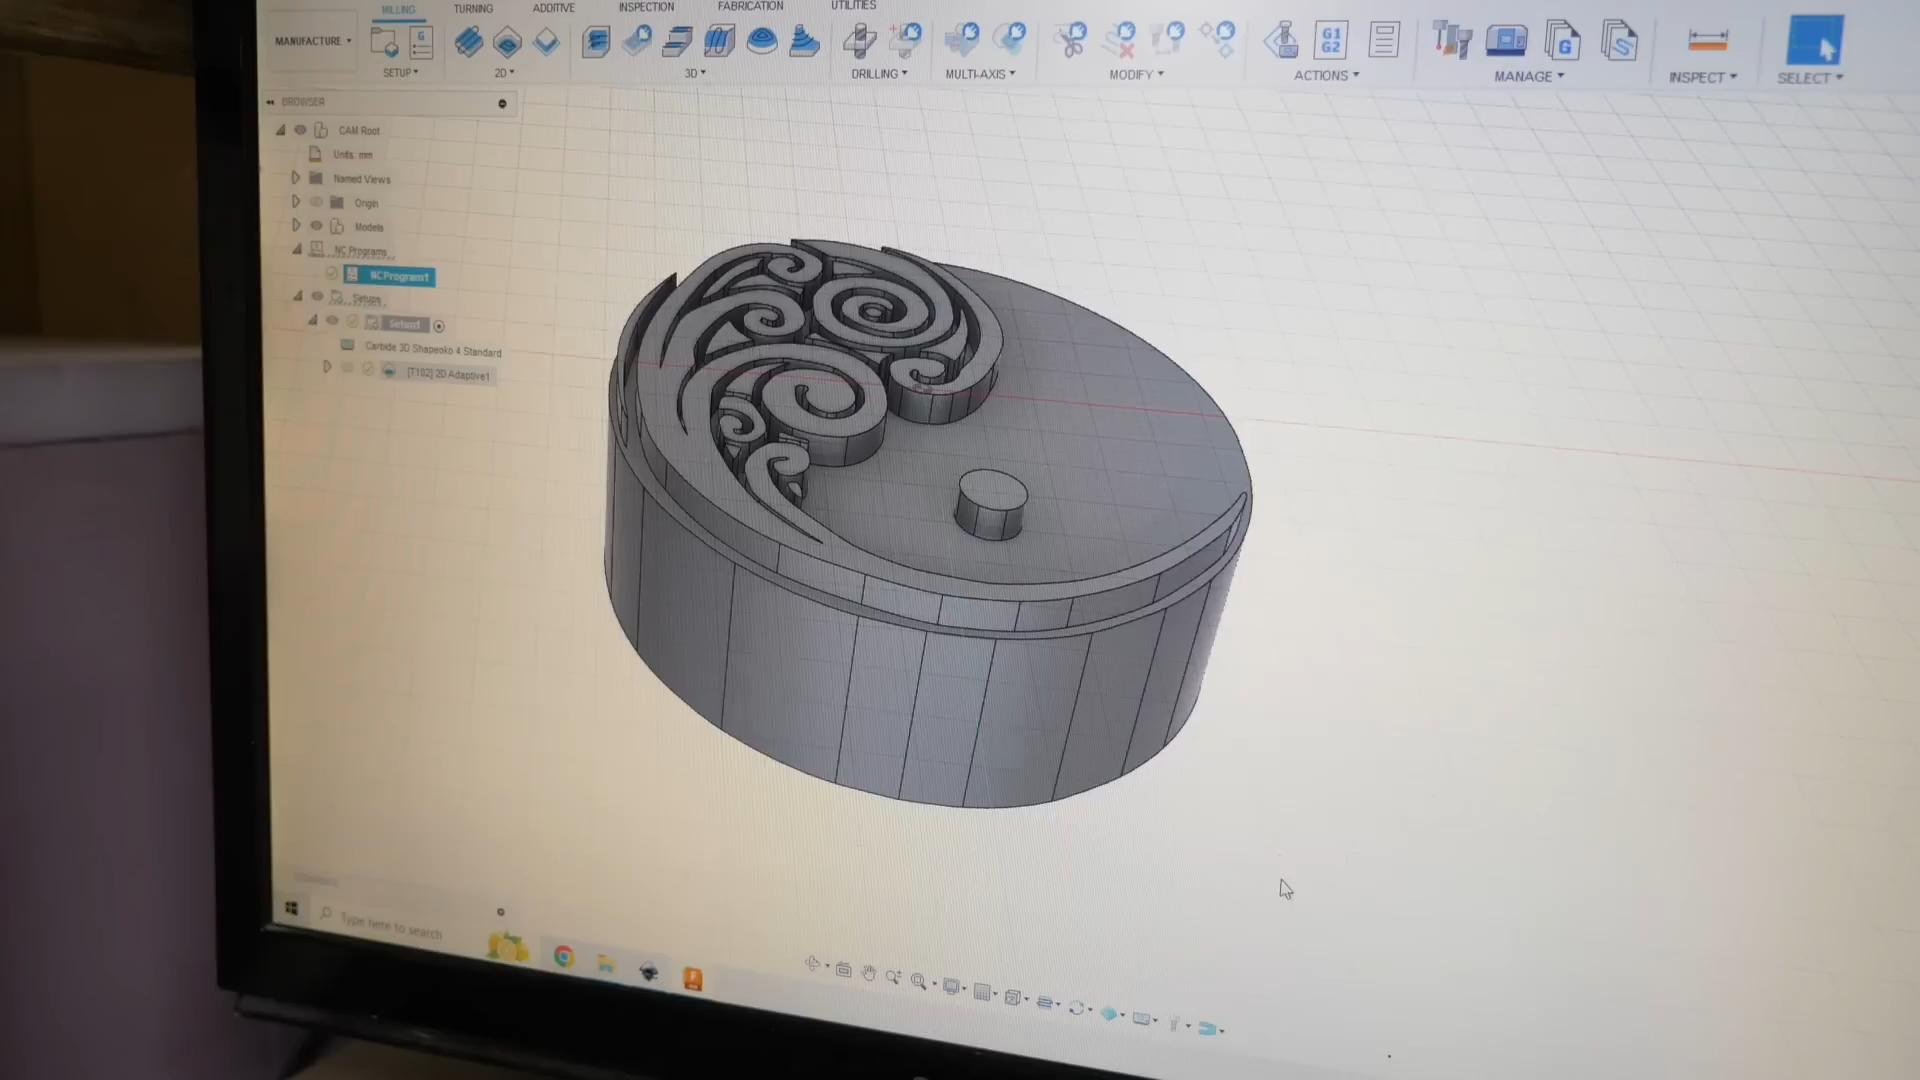 MILLING TURNING ADDITIVE INSPECTION FABRICATION UTILITIES
MANUFACTURE
G G1 G2 G
SETUP 2D 3D DRILLING MULTI-AXIS MODIFY ACTIONS MANAGE INSPECT SELECT
BROWSER
CAM Root
Units: mm
Named Views
Origin
Models
NC Programs
NCProgram1
Setups
Setup1
Carbide 3D Shapeoko 4 Standard
[T102] 2D Adaptive1
Type here to search
F